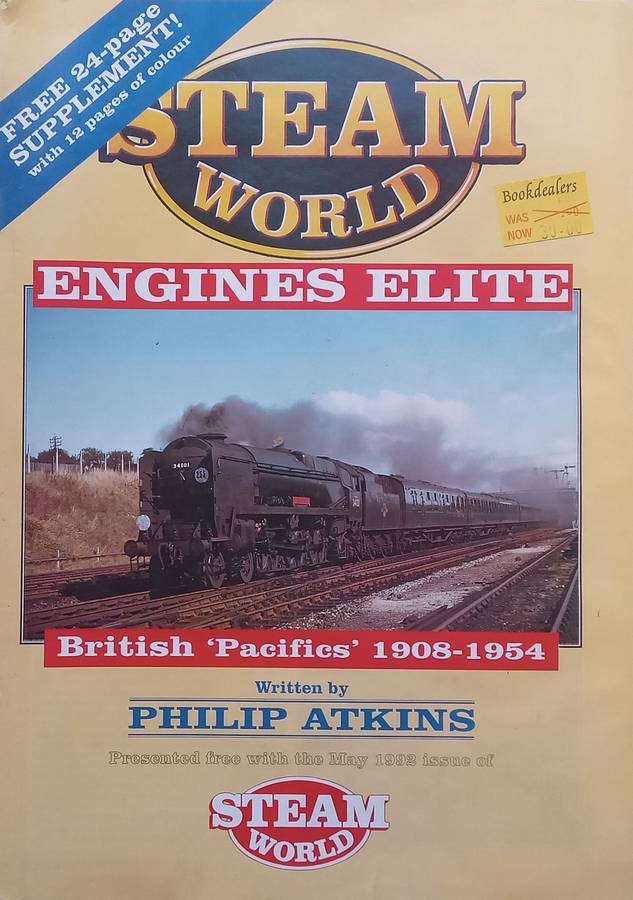 FREE 24-page
SUPPLEMENT!
with 12 pages of colour
STEAM
WORLD
Bookdealers
WAS
NOW 30.00
ENGINES ELITE
34101
British ‘Pacifics’ 1908-1954
Written by
PHILIP ATKINS
Presented free with the May 1992 issue of
STEAM
WORLD